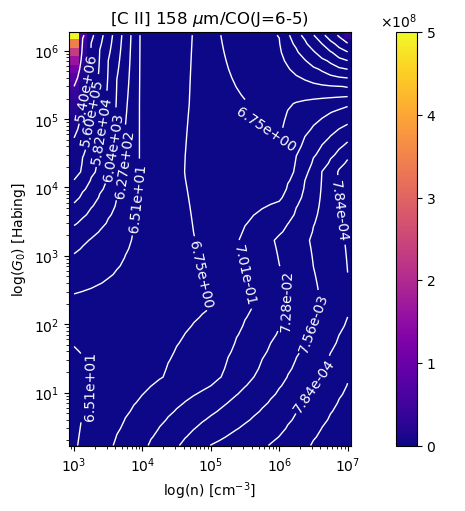 [C II] 158 μm/CO(J=6-5)
×10⁸
5
4
3
2
1
0
log(G₀) [Habing]
10⁶
10⁵
10⁴
10³
10²
10¹
5.40e+06
5.60e+05
5.82e+04
6.04e+03
6.27e+02
6.51e+01
6.75e+00
7.84e-04
6.75e+00
7.01e-01
7.28e-02
7.56e-03
7.84e-04
6.51e+01
10³
10⁴
10⁵
10⁶
10⁷
log(n) [cm⁻³]